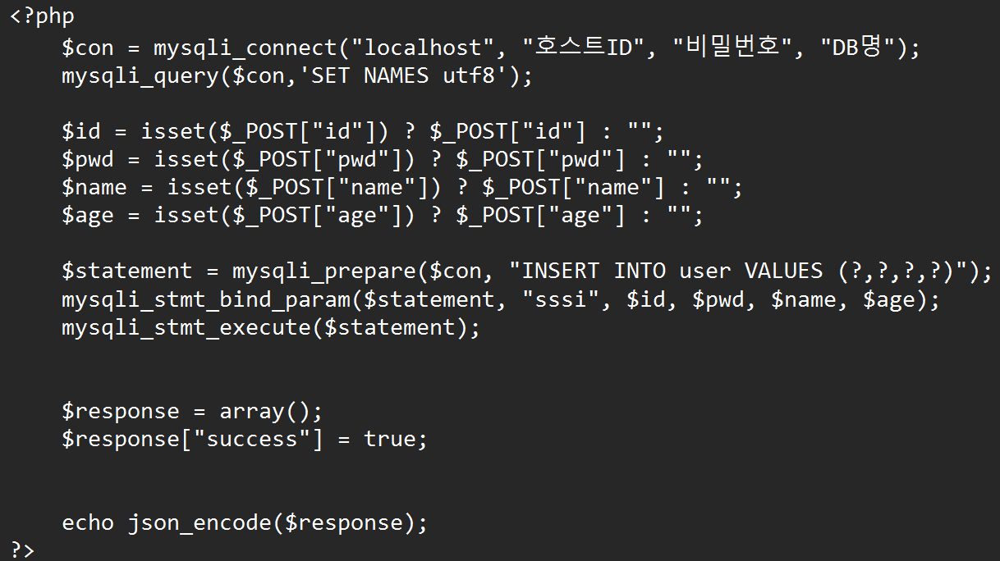 <?php
$con = mysqli_connect("localhost", "호스트ID", "비밀번호", "DB명");
mysqli_query($con,'SET NAMES utf8');
$id = isset($_POST["id"]) ? $_POST["id"] : "";
$pwd = isset($_POST["pwd"]) ? $_POST["pwd"] : "";
$name = isset($_POST["name"]) ? $_POST["name"] : "";
$age = isset($_POST["age"]) ? $_POST["age"] : "";
$statement = mysqli_prepare($con, "INSERT INTO user VALUES (?,?,?,?)");
mysqli_stmt_bind_param($statement, "sssi", $id, $pwd, $name, $age);
mysqli_stmt_execute($statement);
$response = array();
$response["success"] = true;
echo json_encode($response);
?>